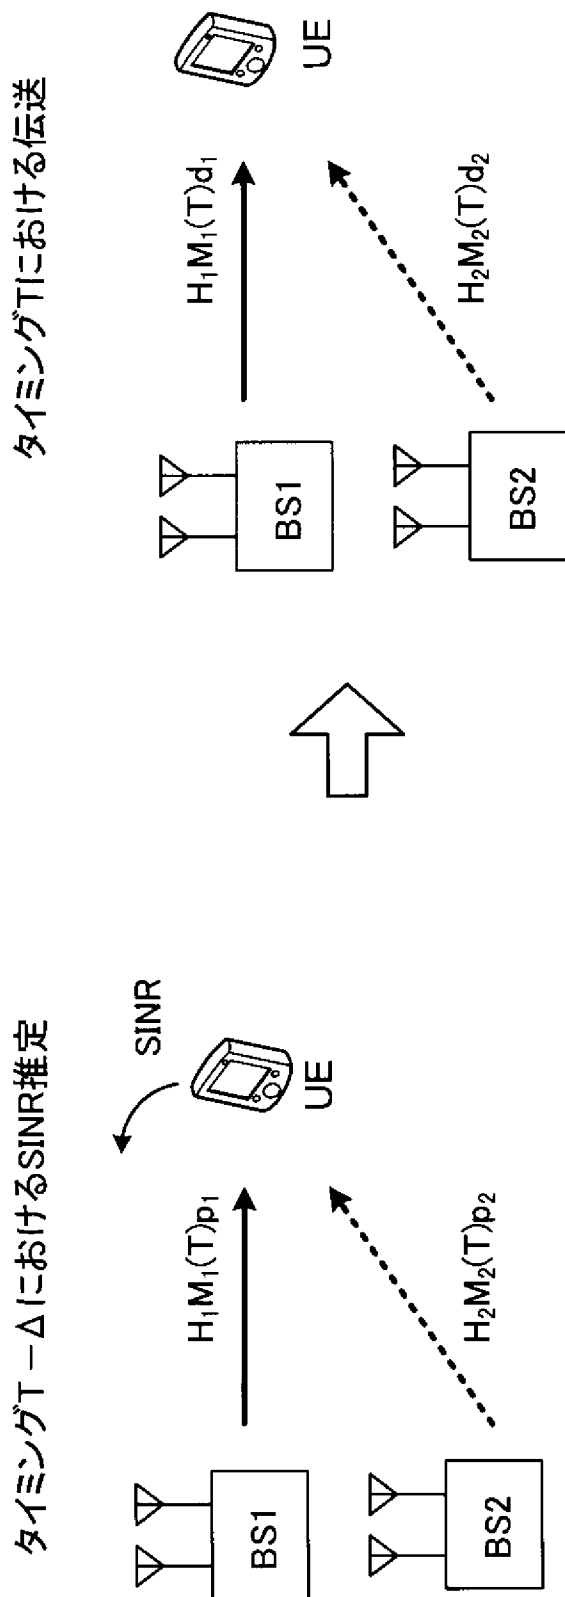 タイミングT－Δにおける SINR推定
SINR
H₁M₁(T)p₁
UE
BS1
H₂M₂(T)p₂
BS2
タイミングTにおける伝送
H₁M₁(T)d₁
UE
BS1
H₂M₂(T)d₂
BS2